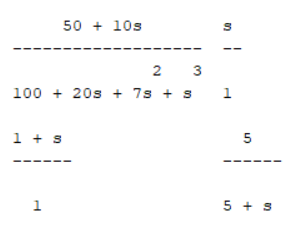 50 + 10s s
------------------- --
2 3
100 + 20s + 7s + s 1
1 + s 5
------ ------
1 5 + s